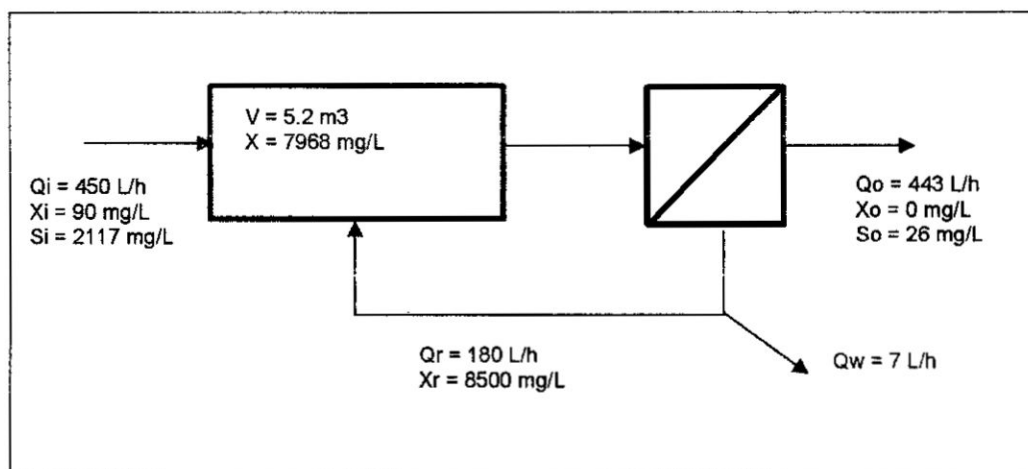 V = 5.2 m3
X = 7968 mg/L
Qi = 450 L/h
Xi = 90 mg/L
Si = 2117 mg/L
Qo = 443 L/h
Xo = 0 mg/L
So = 26 mg/L
Qr = 180 L/h
Xr = 8500 mg/L
Qw = 7 L/h